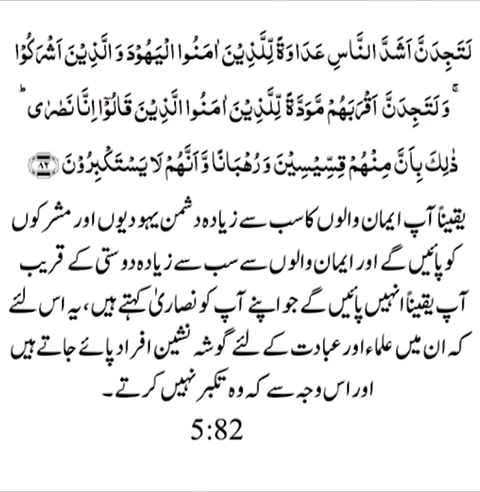 لَتَجِدَنَّ اَشَدَّ النَّاسِ عَدَاوَةً لِّلَّذِيْنَ اٰمَنُوا الْيَهُوْدَ وَالَّذِيْنَ اَشْرَكُوْا
ۚ وَلَتَجِدَنَّ اَقْرَبَهُمْ مَّوَدَّةً لِّلَّذِيْنَ اٰمَنُوا الَّذِيْنَ قَالُوْٓا اِنَّا نَصٰرٰى ؕ
ذٰلِكَ بِاَنَّ مِنْهُمْ قِسِّيْسِيْنَ وَرُهْبَانًا وَّاَنَّهُمْ لَا يَسْتَكْبِرُوْنَ ﴿۸۲﴾
یقیناً آپ ایمان والوں کا سب سے زیادہ دشمن یہودیوں اور مشرکوں
کو پائیں گے اور ایمان والوں سے سب سے زیادہ دوستی کے قریب
آپ یقیناً انہیں پائیں گے جو اپنے آپ کو نصاریٰ کہتے ہیں، یہ اس لئے
کہ ان میں علماء اور عبادت کے لئے گوشہ نشین افراد پائے جاتے ہیں
اور اس وجہ سے کہ وہ تکبر نہیں کرتے۔
5:82